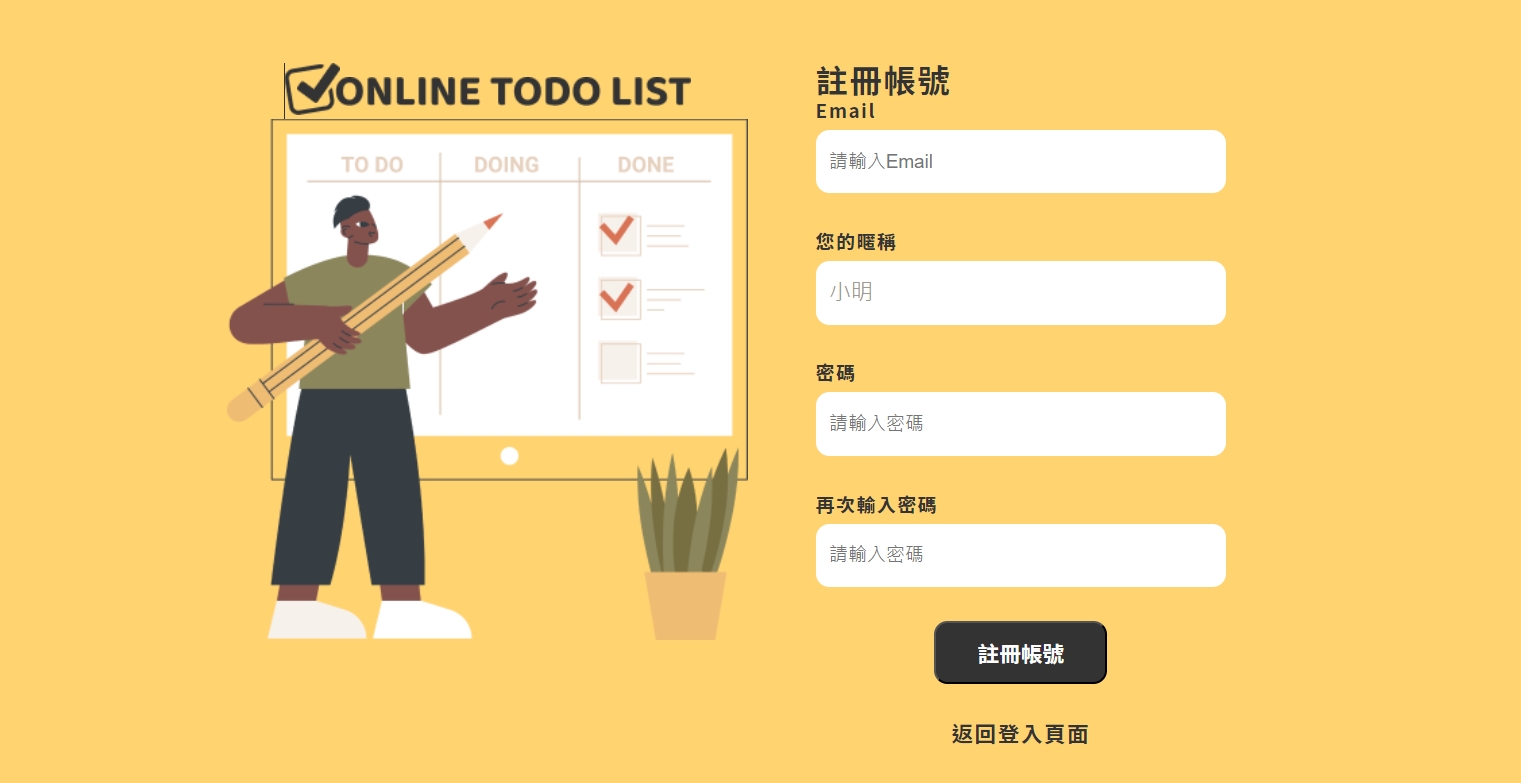 ONLINE TODO LIST
TO DO
DOING
DONE
註冊帳號
Email
請輸入Email
您的暱稱
小明
密碼
請輸入密碼
再次輸入密碼
請輸入密碼
註冊帳號
返回登入頁面